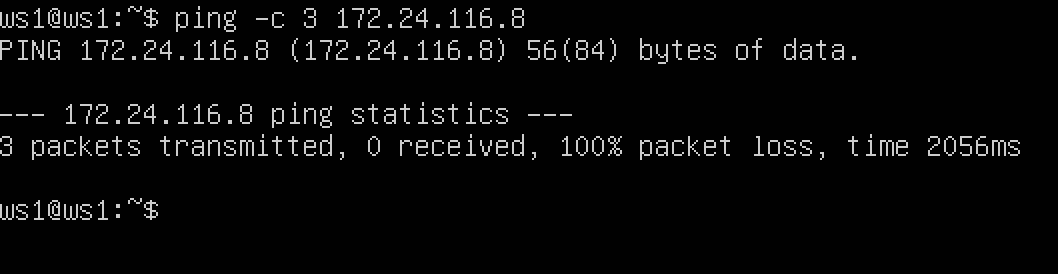 ws1@ws1:~$ ping -c 3 172.24.116.8
PING 172.24.116.8 (172.24.116.8) 56(84) bytes of data.
--- 172.24.116.8 ping statistics ---
3 packets transmitted, 0 received, 100% packet loss, time 2056ms
ws1@ws1:~$